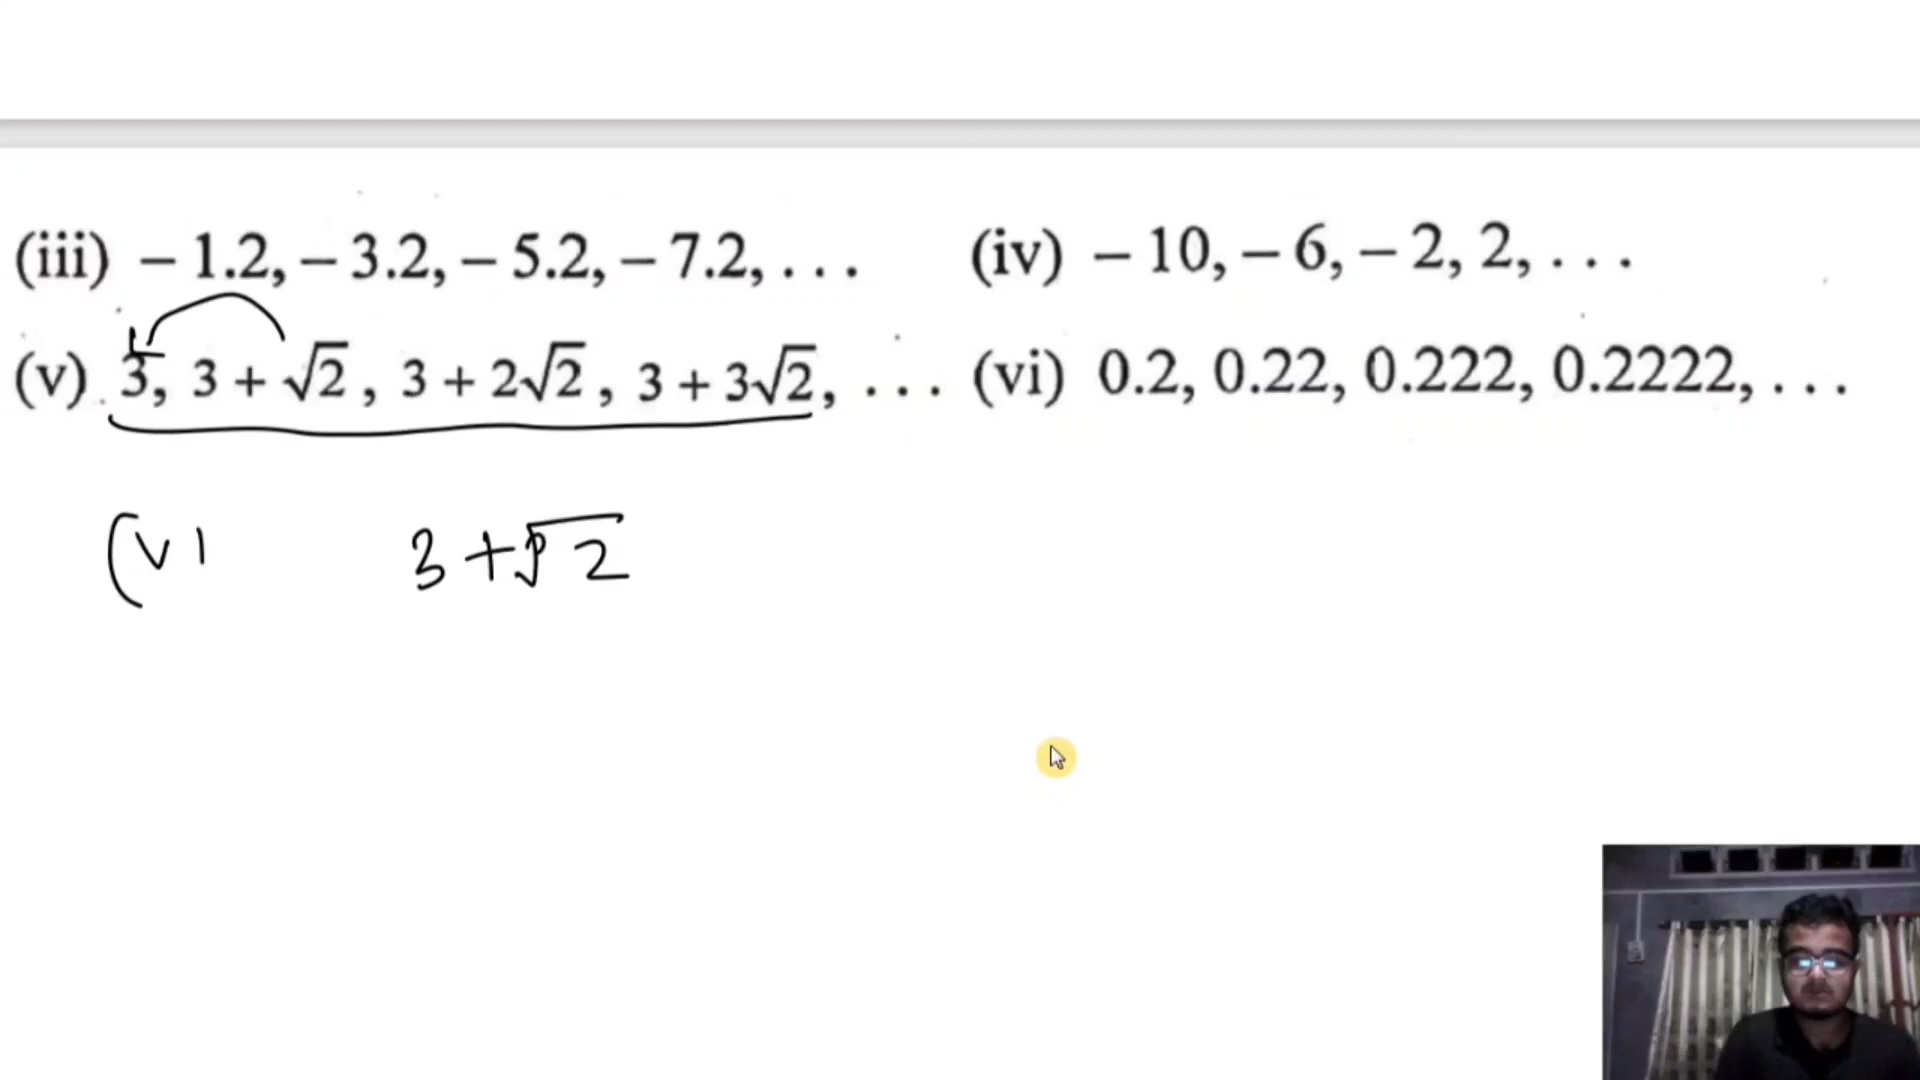 (iii) – 1.2, – 3.2, – 5.2, – 7.2, . . . (iv) – 10, – 6, – 2, 2, . . .
(v) 3, 3 + √2, 3 + 2√2, 3 + 3√2, . . . (vi) 0.2, 0.22, 0.222, 0.2222, . . .
(v) 3 + √2